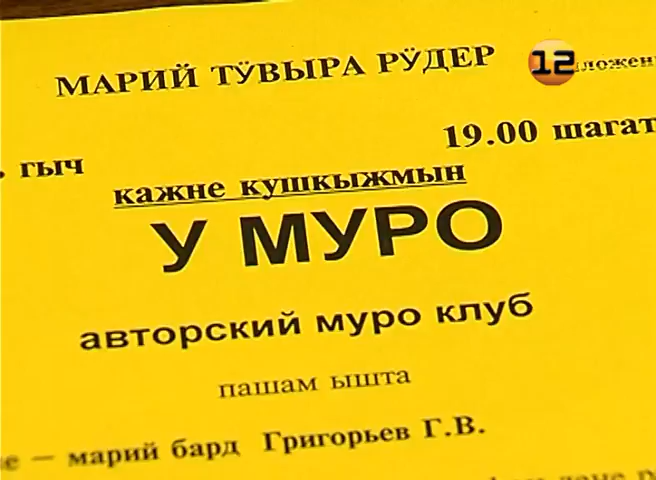 МАРИЙ ТӰВЫРА РӰДЕР
12
19.00 шагат
гыч
кажне кушкыжмын
У МУРО
авторский муро клуб
пашам ышта
— марий бард Григорьев Г.В.